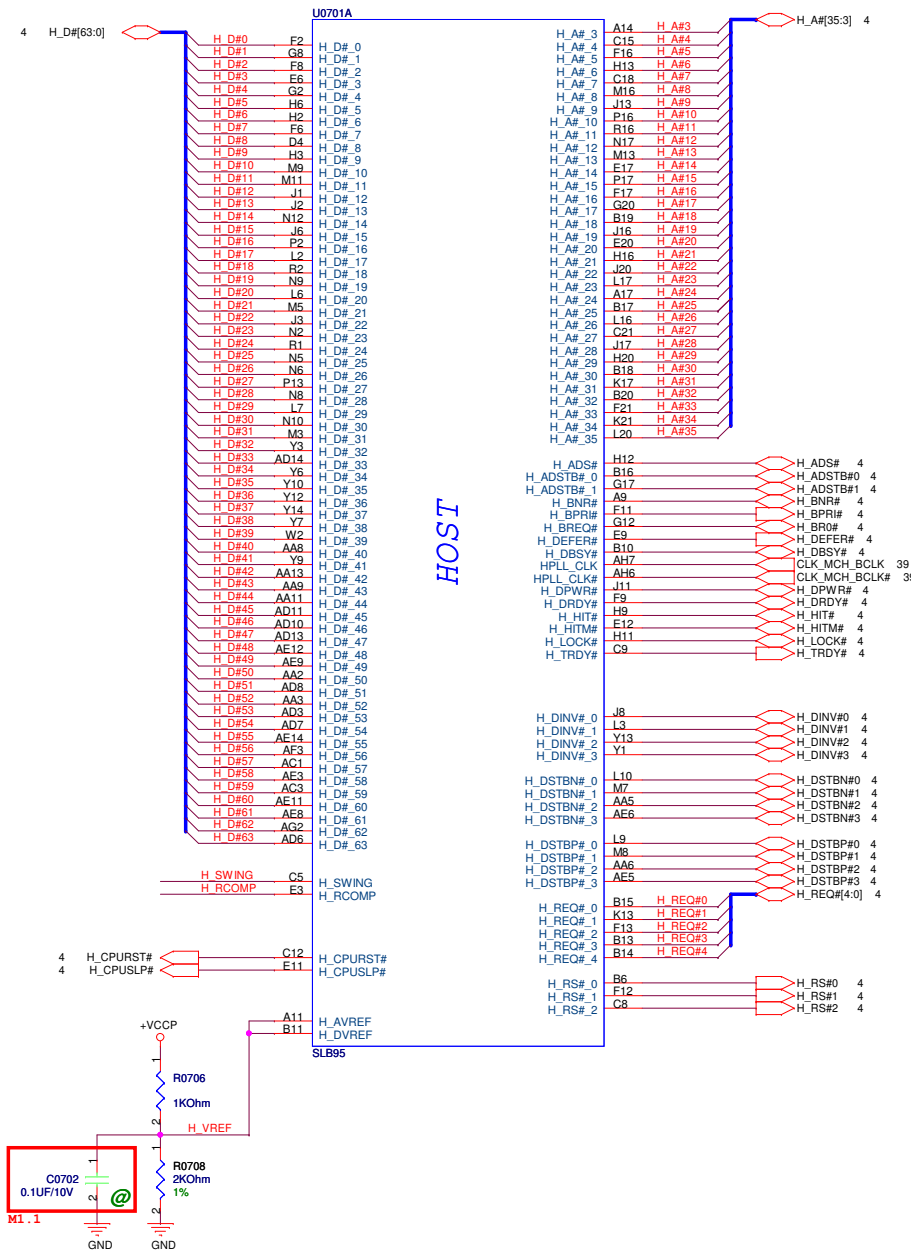 U0701A
4 H_D#[63:0]
H_D#0 F2 H_D#_0
H_D#1 G8 H_D#_1
H_D#2 F8 H_D#_2
H_D#3 E6 H_D#_3
H_D#4 G2 H_D#_4
H_D#5 H6 H_D#_5
H_D#6 H2 H_D#_6
H_D#7 F6 H_D#_7
H_D#8 D4 H_D#_8
H_D#9 H3 H_D#_9
H_D#10 M9 H_D#_10
H_D#11 M11 H_D#_11
H_D#12 J1 H_D#_12
H_D#13 J2 H_D#_13
H_D#14 N12 H_D#_14
H_D#15 J6 H_D#_15
H_D#16 P2 H_D#_16
H_D#17 L2 H_D#_17
H_D#18 R2 H_D#_18
H_D#19 N9 H_D#_19
H_D#20 L6 H_D#_20
H_D#21 M5 H_D#_21
H_D#22 J3 H_D#_22
H_D#23 N2 H_D#_23
H_D#24 R1 H_D#_24
H_D#25 N5 H_D#_25
H_D#26 N6 H_D#_26
H_D#27 P13 H_D#_27
H_D#28 N8 H_D#_28
H_D#29 L7 H_D#_29
H_D#30 N10 H_D#_30
H_D#31 M3 H_D#_31
H_D#32 Y3 H_D#_32
H_D#33 AD14 H_D#_33
H_D#34 Y6 H_D#_34
H_D#35 Y10 H_D#_35
H_D#36 Y12 H_D#_36
H_D#37 Y14 H_D#_37
H_D#38 Y7 H_D#_38
H_D#39 W2 H_D#_39
H_D#40 AA8 H_D#_40
H_D#41 Y9 H_D#_41
H_D#42 AA13 H_D#_42
H_D#43 AA9 H_D#_43
H_D#44 AA11 H_D#_44
H_D#45 AD11 H_D#_45
H_D#46 AD10 H_D#_46
H_D#47 AD13 H_D#_47
H_D#48 AE12 H_D#_48
H_D#49 AE9 H_D#_49
H_D#50 AA2 H_D#_50
H_D#51 AD8 H_D#_51
H_D#52 AA3 H_D#_52
H_D#53 AD3 H_D#_53
H_D#54 AD7 H_D#_54
H_D#55 AE14 H_D#_55
H_D#56 AF3 H_D#_56
H_D#57 AC1 H_D#_57
H_D#58 AE3 H_D#_58
H_D#59 AC3 H_D#_59
H_D#60 AE11 H_D#_60
H_D#61 AE8 H_D#_61
H_D#62 AG2 H_D#_62
H_D#63 AD6 H_D#_63
H_SWING C5 H_SWING
H_RCOMP E3 H_RCOMP
4 H_CPURST# C12 H_CPURST#
4 H_CPUSLP# E11 H_CPUSLP#
A11 H_AVREF
B11 H_DVREF
HOST
H_A#[35:3] 4
H_A#_3 A14 H_A#3
H_A#_4 C15 H_A#4
H_A#_5 F16 H_A#5
H_A#_6 H13 H_A#6
H_A#_7 C18 H_A#7
H_A#_8 M16 H_A#8
H_A#_9 J13 H_A#9
H_A#_10 P16 H_A#10
H_A#_11 R16 H_A#11
H_A#_12 N17 H_A#12
H_A#_13 M13 H_A#13
H_A#_14 E17 H_A#14
H_A#_15 P17 H_A#15
H_A#_16 F17 H_A#16
H_A#_17 G20 H_A#17
H_A#_18 B19 H_A#18
H_A#_19 J16 H_A#19
H_A#_20 E20 H_A#20
H_A#_21 H16 H_A#21
H_A#_22 J20 H_A#22
H_A#_23 L17 H_A#23
H_A#_24 A17 H_A#24
H_A#_25 B17 H_A#25
H_A#_26 L16 H_A#26
H_A#_27 C21 H_A#27
H_A#_28 J17 H_A#28
H_A#_29 H20 H_A#29
H_A#_30 B18 H_A#30
H_A#_31 K17 H_A#31
H_A#_32 B20 H_A#32
H_A#_33 F21 H_A#33
H_A#_34 K21 H_A#34
H_A#_35 L20 H_A#35
H_ADS# H12 H_ADS# 4
H_ADSTB#_0 B16 H_ADSTB#0 4
H_ADSTB#_1 G17 H_ADSTB#1 4
H_BNR# A9 H_BNR# 4
H_BPRI# F11 H_BPRI# 4
H_BREQ# G12 H_BR0# 4
H_DEFER# E9 H_DEFER# 4
H_DBSY# B10 H_DBSY# 4
HPLL_CLK AH7 CLK_MCH_BCLK 39
HPLL_CLK# AH6 CLK_MCH_BCLK# 39
H_DPWR# J11 H_DPWR# 4
H_DRDY# F9 H_DRDY# 4
H_HIT# H9 H_HIT# 4
H_HITM# E12 H_HITM# 4
H_LOCK# H11 H_LOCK# 4
H_TRDY# C9 H_TRDY# 4
H_DINV#_0 J8 H_DINV#0 4
H_DINV#_1 L3 H_DINV#1 4
H_DINV#_2 Y13 H_DINV#2 4
H_DINV#_3 Y1 H_DINV#3 4
H_DSTBN#_0 L10 H_DSTBN#0 4
H_DSTBN#_1 M7 H_DSTBN#1 4
H_DSTBN#_2 AA5 H_DSTBN#2 4
H_DSTBN#_3 AE6 H_DSTBN#3 4
H_DSTBP#_0 L9 H_DSTBP#0 4
H_DSTBP#_1 M8 H_DSTBP#1 4
H_DSTBP#_2 AA6 H_DSTBP#2 4
H_DSTBP#_3 AE5 H_DSTBP#3 4
H_REQ#[4:0] 4
H_REQ#_0 B15 H_REQ#0
H_REQ#_1 K13 H_REQ#1
H_REQ#_2 F13 H_REQ#2
H_REQ#_3 B13 H_REQ#3
H_REQ#_4 B14 H_REQ#4
H_RS#_0 B6 H_RS#0 4
H_RS#_1 F12 H_RS#1 4
H_RS#_2 C8 H_RS#2 4
SLB95
+VCCP
1
R0706
1KOhm
2
H_VREF
1
C0702
0.1UF/10V
2
@
M1.1
1
R0708
2KOhm
1%
2
GND
GND